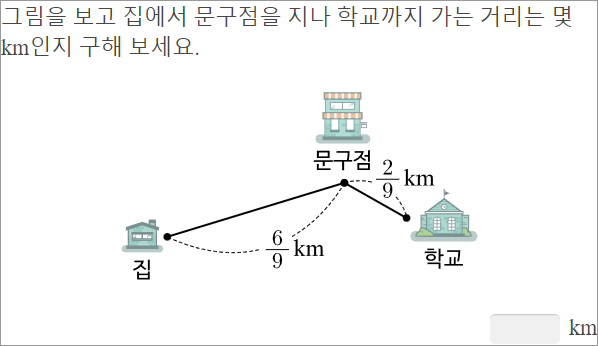 그림을 보고 집에서 문구점을 지나 학교까지 가는 거리는 몇
km인지 구해 보세요.
문구점
2/9 km
6/9 km
집
학교
km